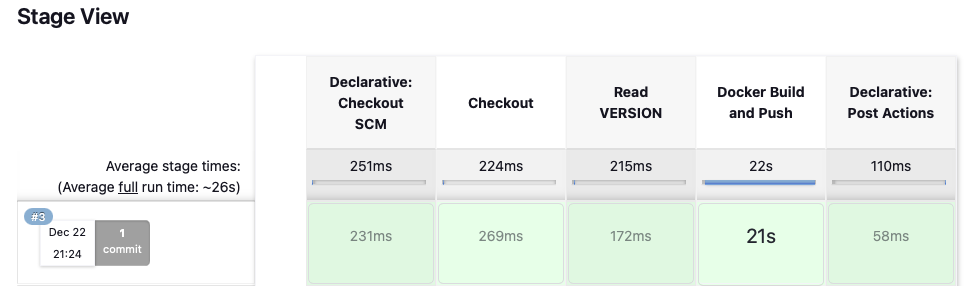 Stage View
Declarative:
Checkout
SCM
Checkout
Read
VERSION
Docker Build
and Push
Declarative:
Post Actions
Average stage times:
(Average full run time: ~26s)
251ms
224ms
215ms
22s
110ms
#3
Dec 22
21:24
1
commit
231ms
269ms
172ms
21s
58ms